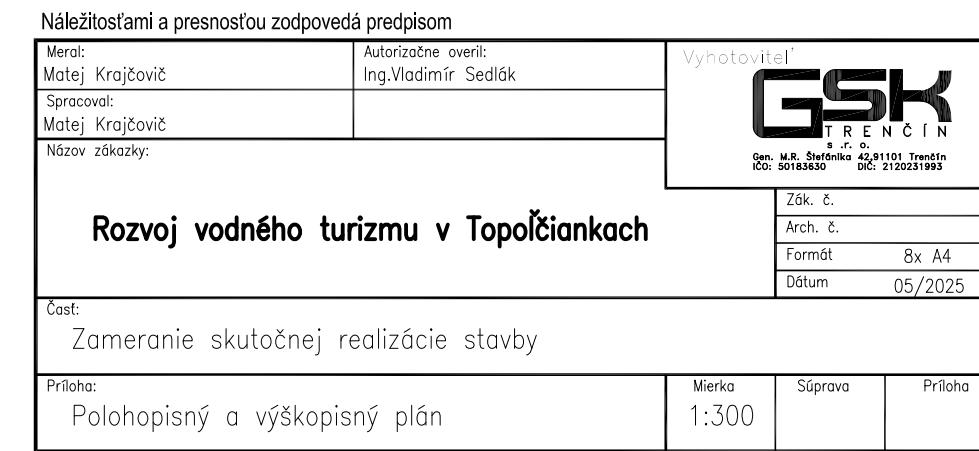 Náležitosťami a presnosťou zodpovedá predpisom
Meral:
Matej Krajčovič
Autorizačne overil:
Ing.Vladimír Sedlák
Vyhotoviteľ
GSK
TRENČÍN
s .r. o.
Gen. M.R. Štefánika 42,91101 Trenčín
IČO: 50183630 DIČ: 2120231993
Spracoval:
Matej Krajčovič
Názov zákazky:
Rozvoj vodného turizmu v Topoľčiankach
Zák. č.
Arch. č.
Formát 8x A4
Dátum 05/2025
Časť:
Zameranie skutočnej realizácie stavby
Príloha:
Polohopisný a výškopisný plán
Mierka
1:300
Súprava
Príloha